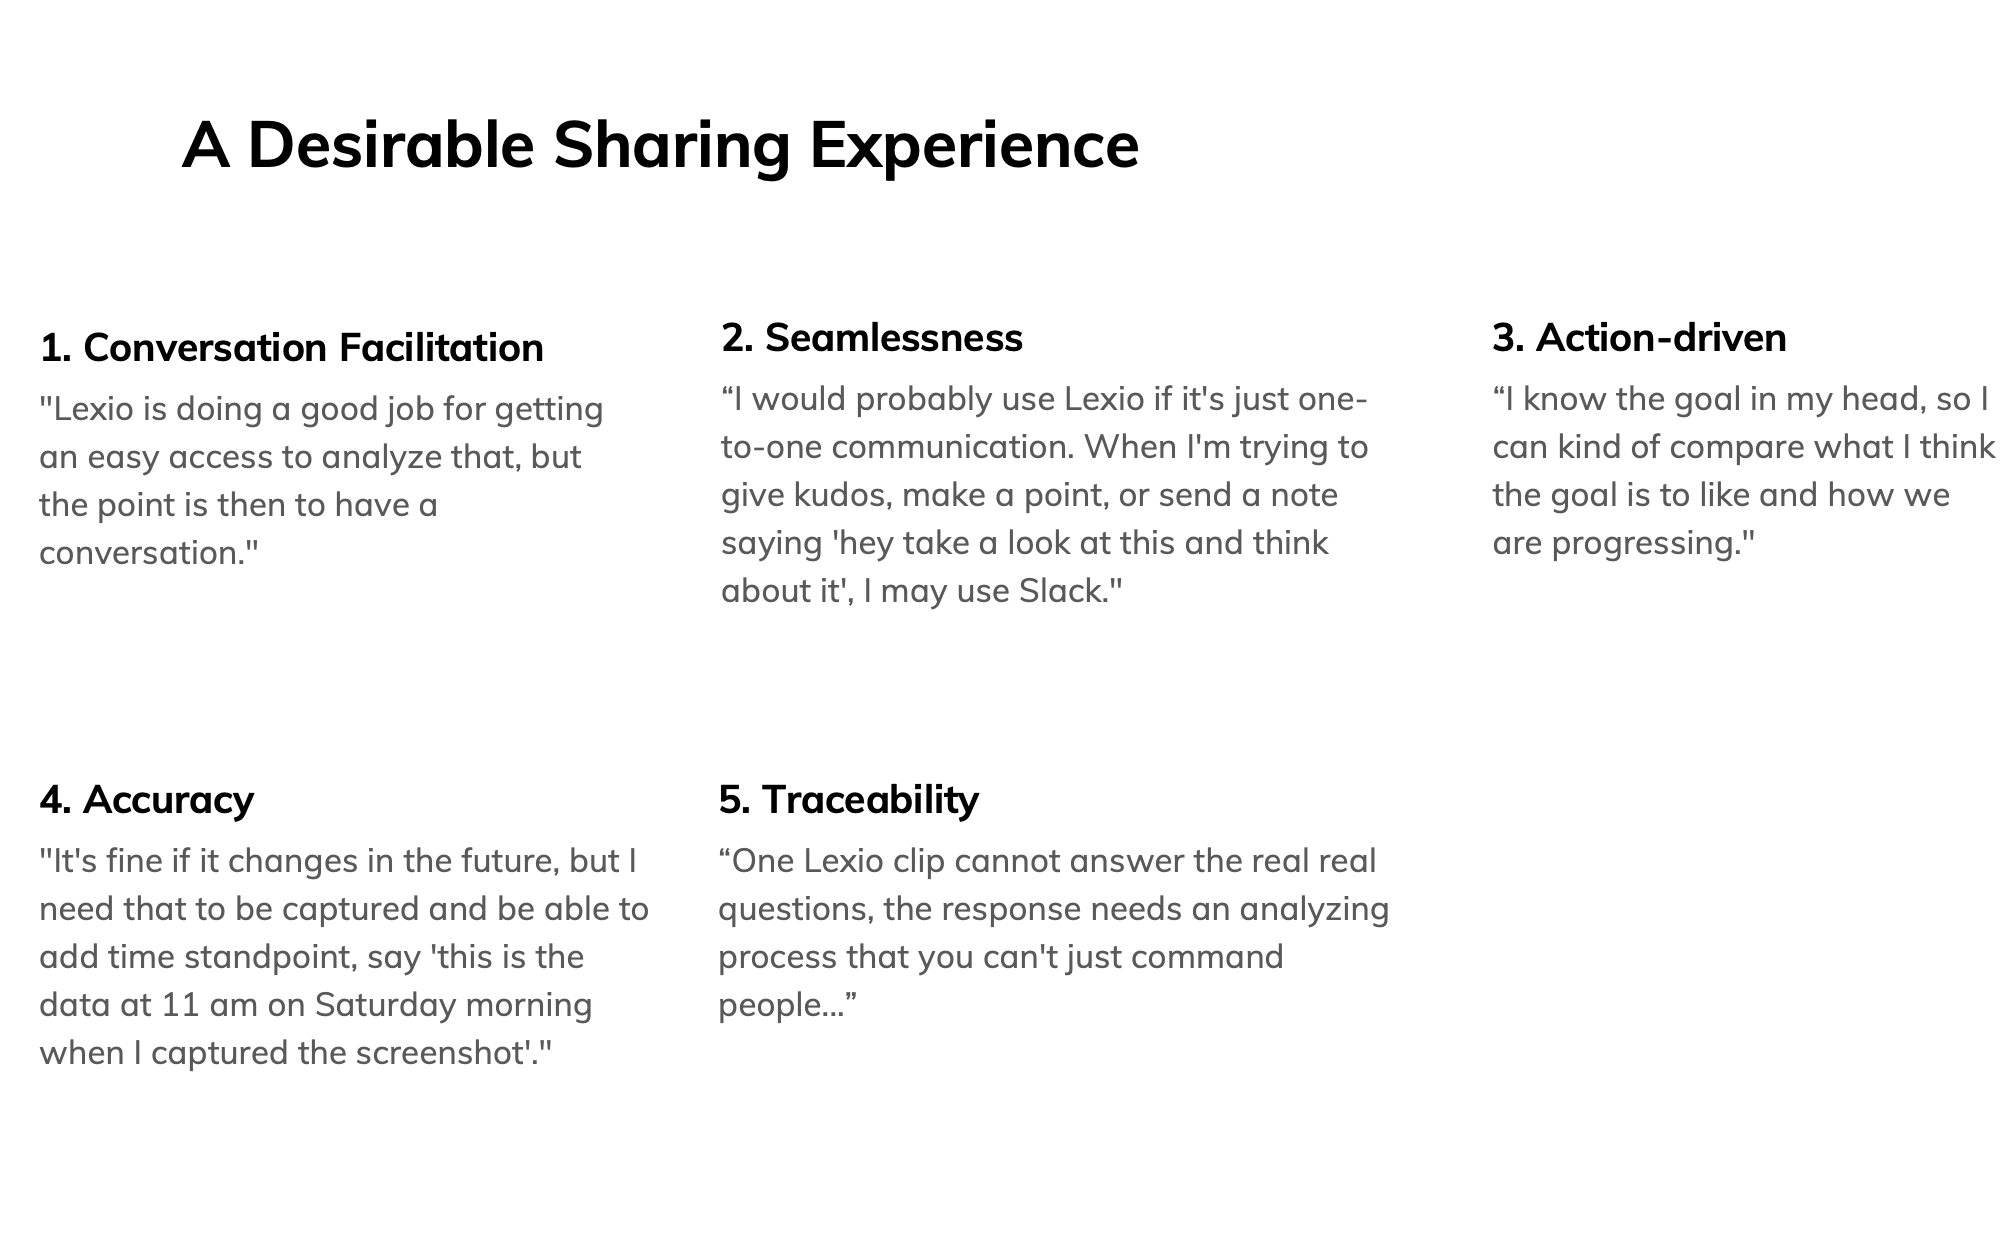 A Desirable Sharing Experience
1. Conversation Facilitation
"Lexio is doing a good job for getting
an easy access to analyze that, but
the point is then to have a
conversation."
2. Seamlessness
“I would probably use Lexio if it's just one-
to-one communication. When I'm trying to
give kudos, make a point, or send a note
saying 'hey take a look at this and think
about it', I may use Slack."
3. Action-driven
“I know the goal in my head, so I
can kind of compare what I think
the goal is to like and how we
are progressing."
4. Accuracy
"It's fine if it changes in the future, but I
need that to be captured and be able to
add time standpoint, say 'this is the
data at 11 am on Saturday morning
when I captured the screenshot'."
5. Traceability
“One Lexio clip cannot answer the real real
questions, the response needs an analyzing
process that you can't just command
people...”